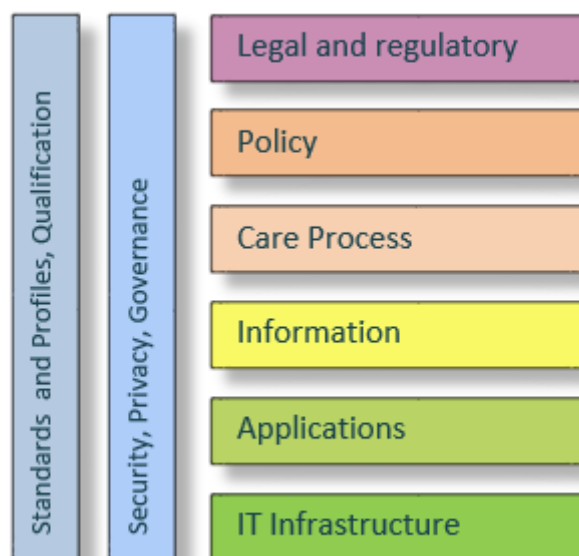 Standards and Profiles, Qualification
Security, Privacy, Governance
Legal and regulatory
Policy
Care Process
Information
Applications
IT Infrastructure